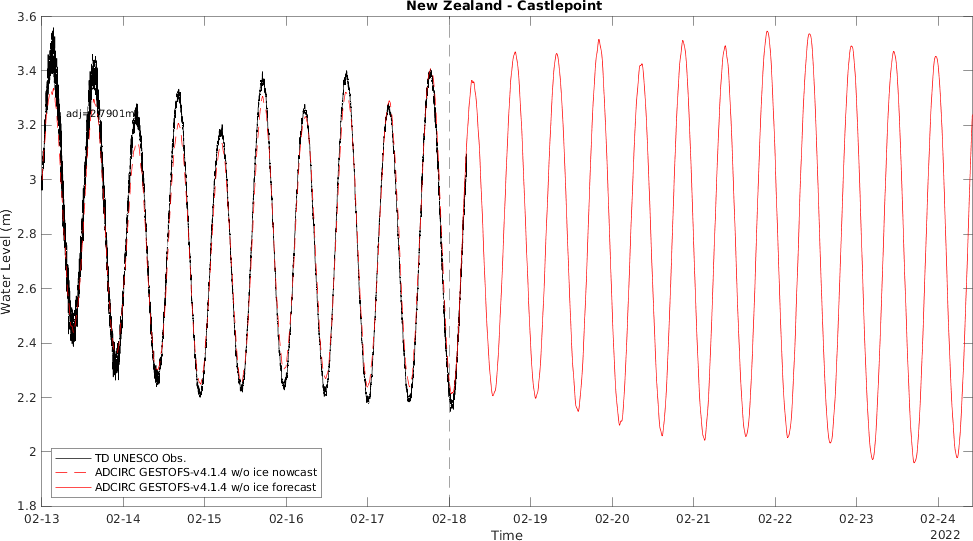 New Zealand - Castlepoint
3.6
3.4
3.2
3
2.8
2.6
2.4
2.2
2
1.8
Water Level (m)
adj=2.7901m
TD UNESCO Obs.
ADCIRC GESTOFS-v4.1.4 w/o ice nowcast
ADCIRC GESTOFS-v4.1.4 w/o ice forecast
02-13 02-14 02-15 02-16 02-17 02-18 02-19 02-20 02-21 02-22 02-23 02-24
Time
2022